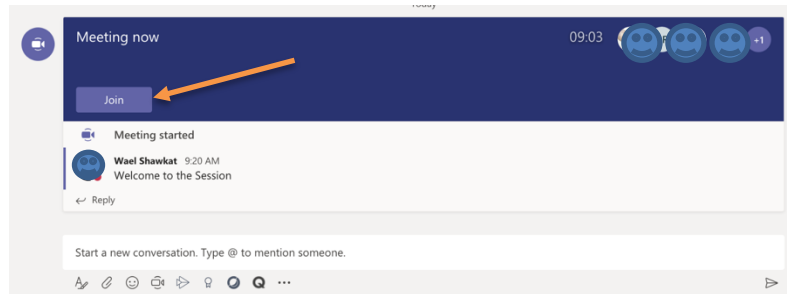 Today
Meeting now
09:03
+1
Join
Meeting started
Wael Shawkat 9:20 AM
Welcome to the Session
Reply
Start a new conversation. Type @ to mention someone.